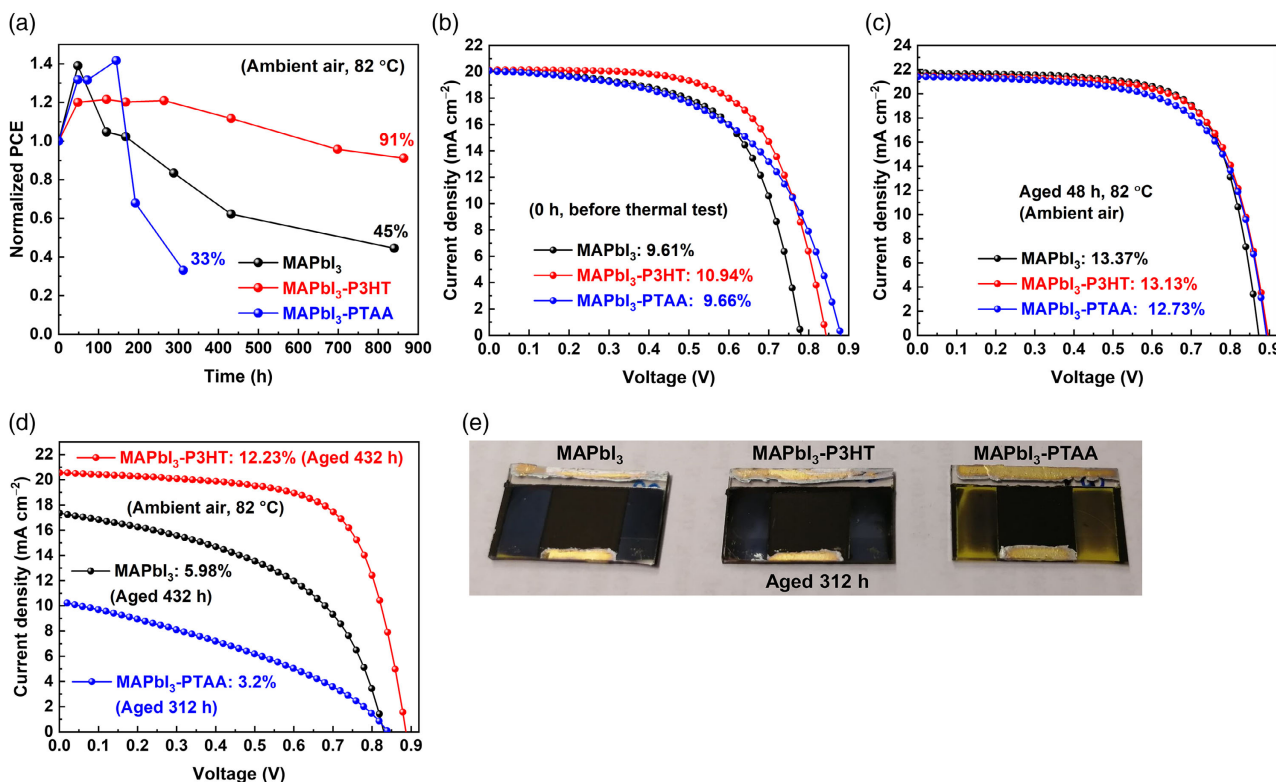 (a)
Normalized PCE
1.4
1.2
1.0
0.8
0.6
0.4
0.2
0.0
(Ambient air, 82 °C)
91%
45%
33%
MAPbI₃
MAPbI₃-P3HT
MAPbI₃-PTAA
0 100 200 300 400 500 600 700 800 900
Time (h)
(b)
Current density (mA cm⁻²)
22
20
18
16
14
12
10
8
6
4
2
0
(0 h, before thermal test)
MAPbI₃: 9.61%
MAPbI₃-P3HT: 10.94%
MAPbI₃-PTAA: 9.66%
0.0 0.1 0.2 0.3 0.4 0.5 0.6 0.7 0.8 0.9
Voltage (V)
(c)
Current density (mA cm⁻²)
24
22
20
18
16
14
12
10
8
6
4
2
0
Aged 48 h, 82 °C
(Ambient air)
MAPbI₃: 13.37%
MAPbI₃-P3HT: 13.13%
MAPbI₃-PTAA: 12.73%
0.0 0.1 0.2 0.3 0.4 0.5 0.6 0.7 0.8 0.9
Voltage (V)
(d)
Current density (mA cm⁻²)
22
20
18
16
14
12
10
8
6
4
2
0
MAPbI₃-P3HT: 12.23% (Aged 432 h)
(Ambient air, 82 °C)
MAPbI₃: 5.98%
(Aged 432 h)
MAPbI₃-PTAA: 3.2%
(Aged 312 h)
0.0 0.1 0.2 0.3 0.4 0.5 0.6 0.7 0.8 0.9
Voltage (V)
(e)
MAPbI₃ MAPbI₃-P3HT MAPbI₃-PTAA
Aged 312 h